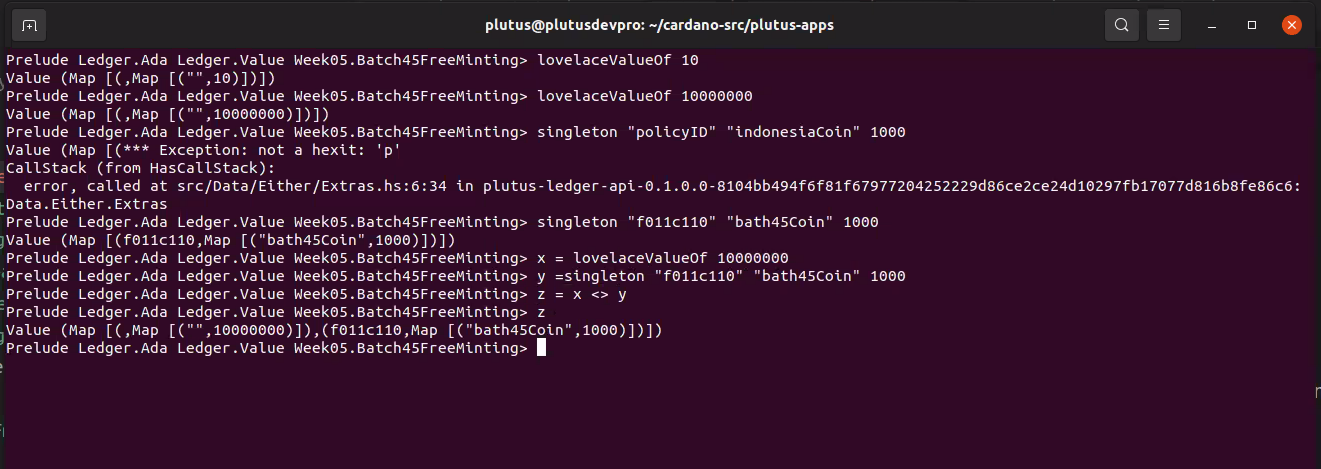 plutus@plutusdevpro: ~/cardano-src/plutus-apps
Prelude Ledger.Ada Ledger.Value Week05.Batch45FreeMinting> lovelaceValueOf 10
Value (Map [(,Map [("",10)])])
Prelude Ledger.Ada Ledger.Value Week05.Batch45FreeMinting> lovelaceValueOf 10000000
Value (Map [(,Map [("",10000000)])])
Prelude Ledger.Ada Ledger.Value Week05.Batch45FreeMinting> singleton "policyID" "indonesiaCoin" 1000
Value (Map [(*** Exception: not a hexit: 'p'
CallStack (from HasCallStack):
  error, called at src/Data/Either/Extras.hs:6:34 in plutus-ledger-api-0.1.0.0-8104bb494f6f81f67977204252229d86ce2ce24d10297fb17077d816b8fe86c6:
Data.Either.Extras
Prelude Ledger.Ada Ledger.Value Week05.Batch45FreeMinting> singleton "f011c110" "bath45Coin" 1000
Value (Map [(f011c110,Map [("bath45Coin",1000)])])
Prelude Ledger.Ada Ledger.Value Week05.Batch45FreeMinting> x = lovelaceValueOf 10000000
Prelude Ledger.Ada Ledger.Value Week05.Batch45FreeMinting> y =singleton "f011c110" "bath45Coin" 1000
Prelude Ledger.Ada Ledger.Value Week05.Batch45FreeMinting> z = x <> y
Prelude Ledger.Ada Ledger.Value Week05.Batch45FreeMinting> z
Value (Map [(,Map [("",10000000)]),(f011c110,Map [("bath45Coin",1000)])])
Prelude Ledger.Ada Ledger.Value Week05.Batch45FreeMinting>